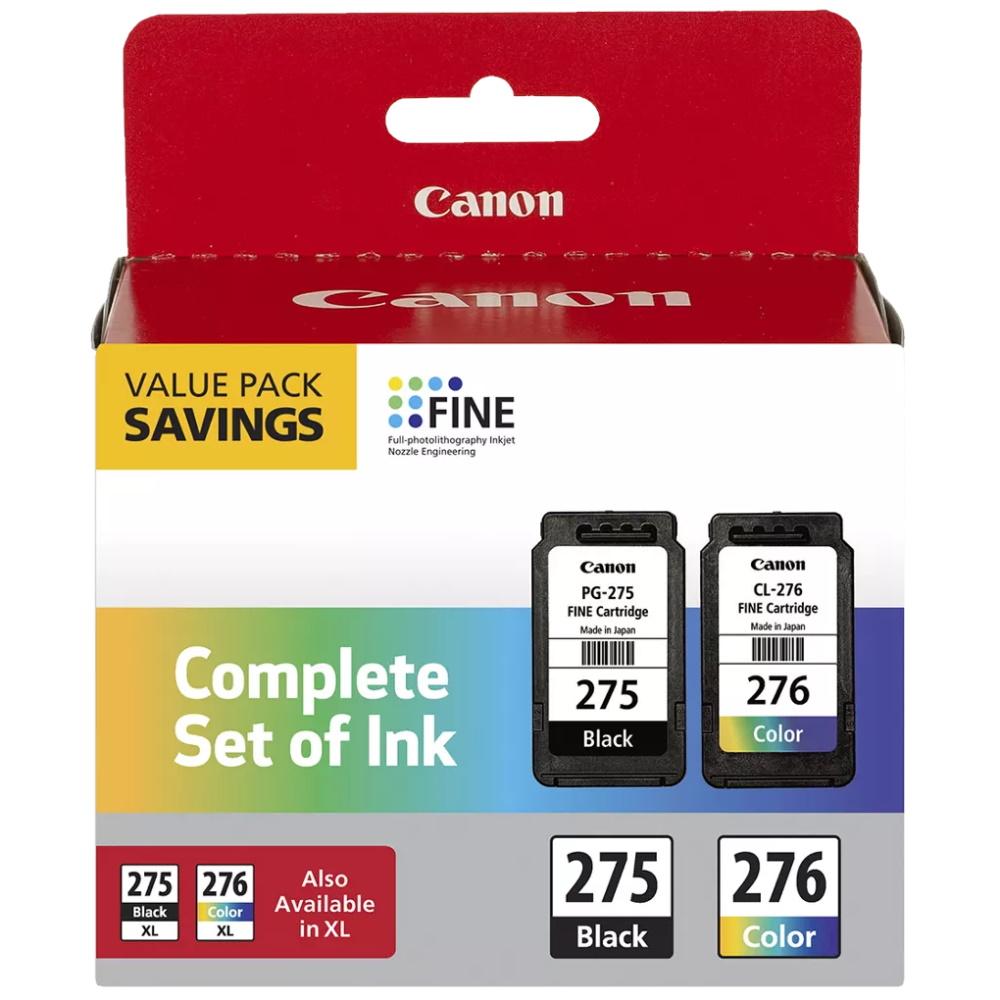 Canon
Canon
VALUE PACK
SAVINGS
FINE
Full-photolithography Inkjet
Nozzle Engineering
Canon
PG-275
FINE Cartridge
Made in Japan
275
Black
Canon
CL-276
FINE Cartridge
Made in Japan
276
Color
Complete
Set of Ink
275
Black
XL
276
Color
XL
Also
Available
in XL
275
Black
276
Color